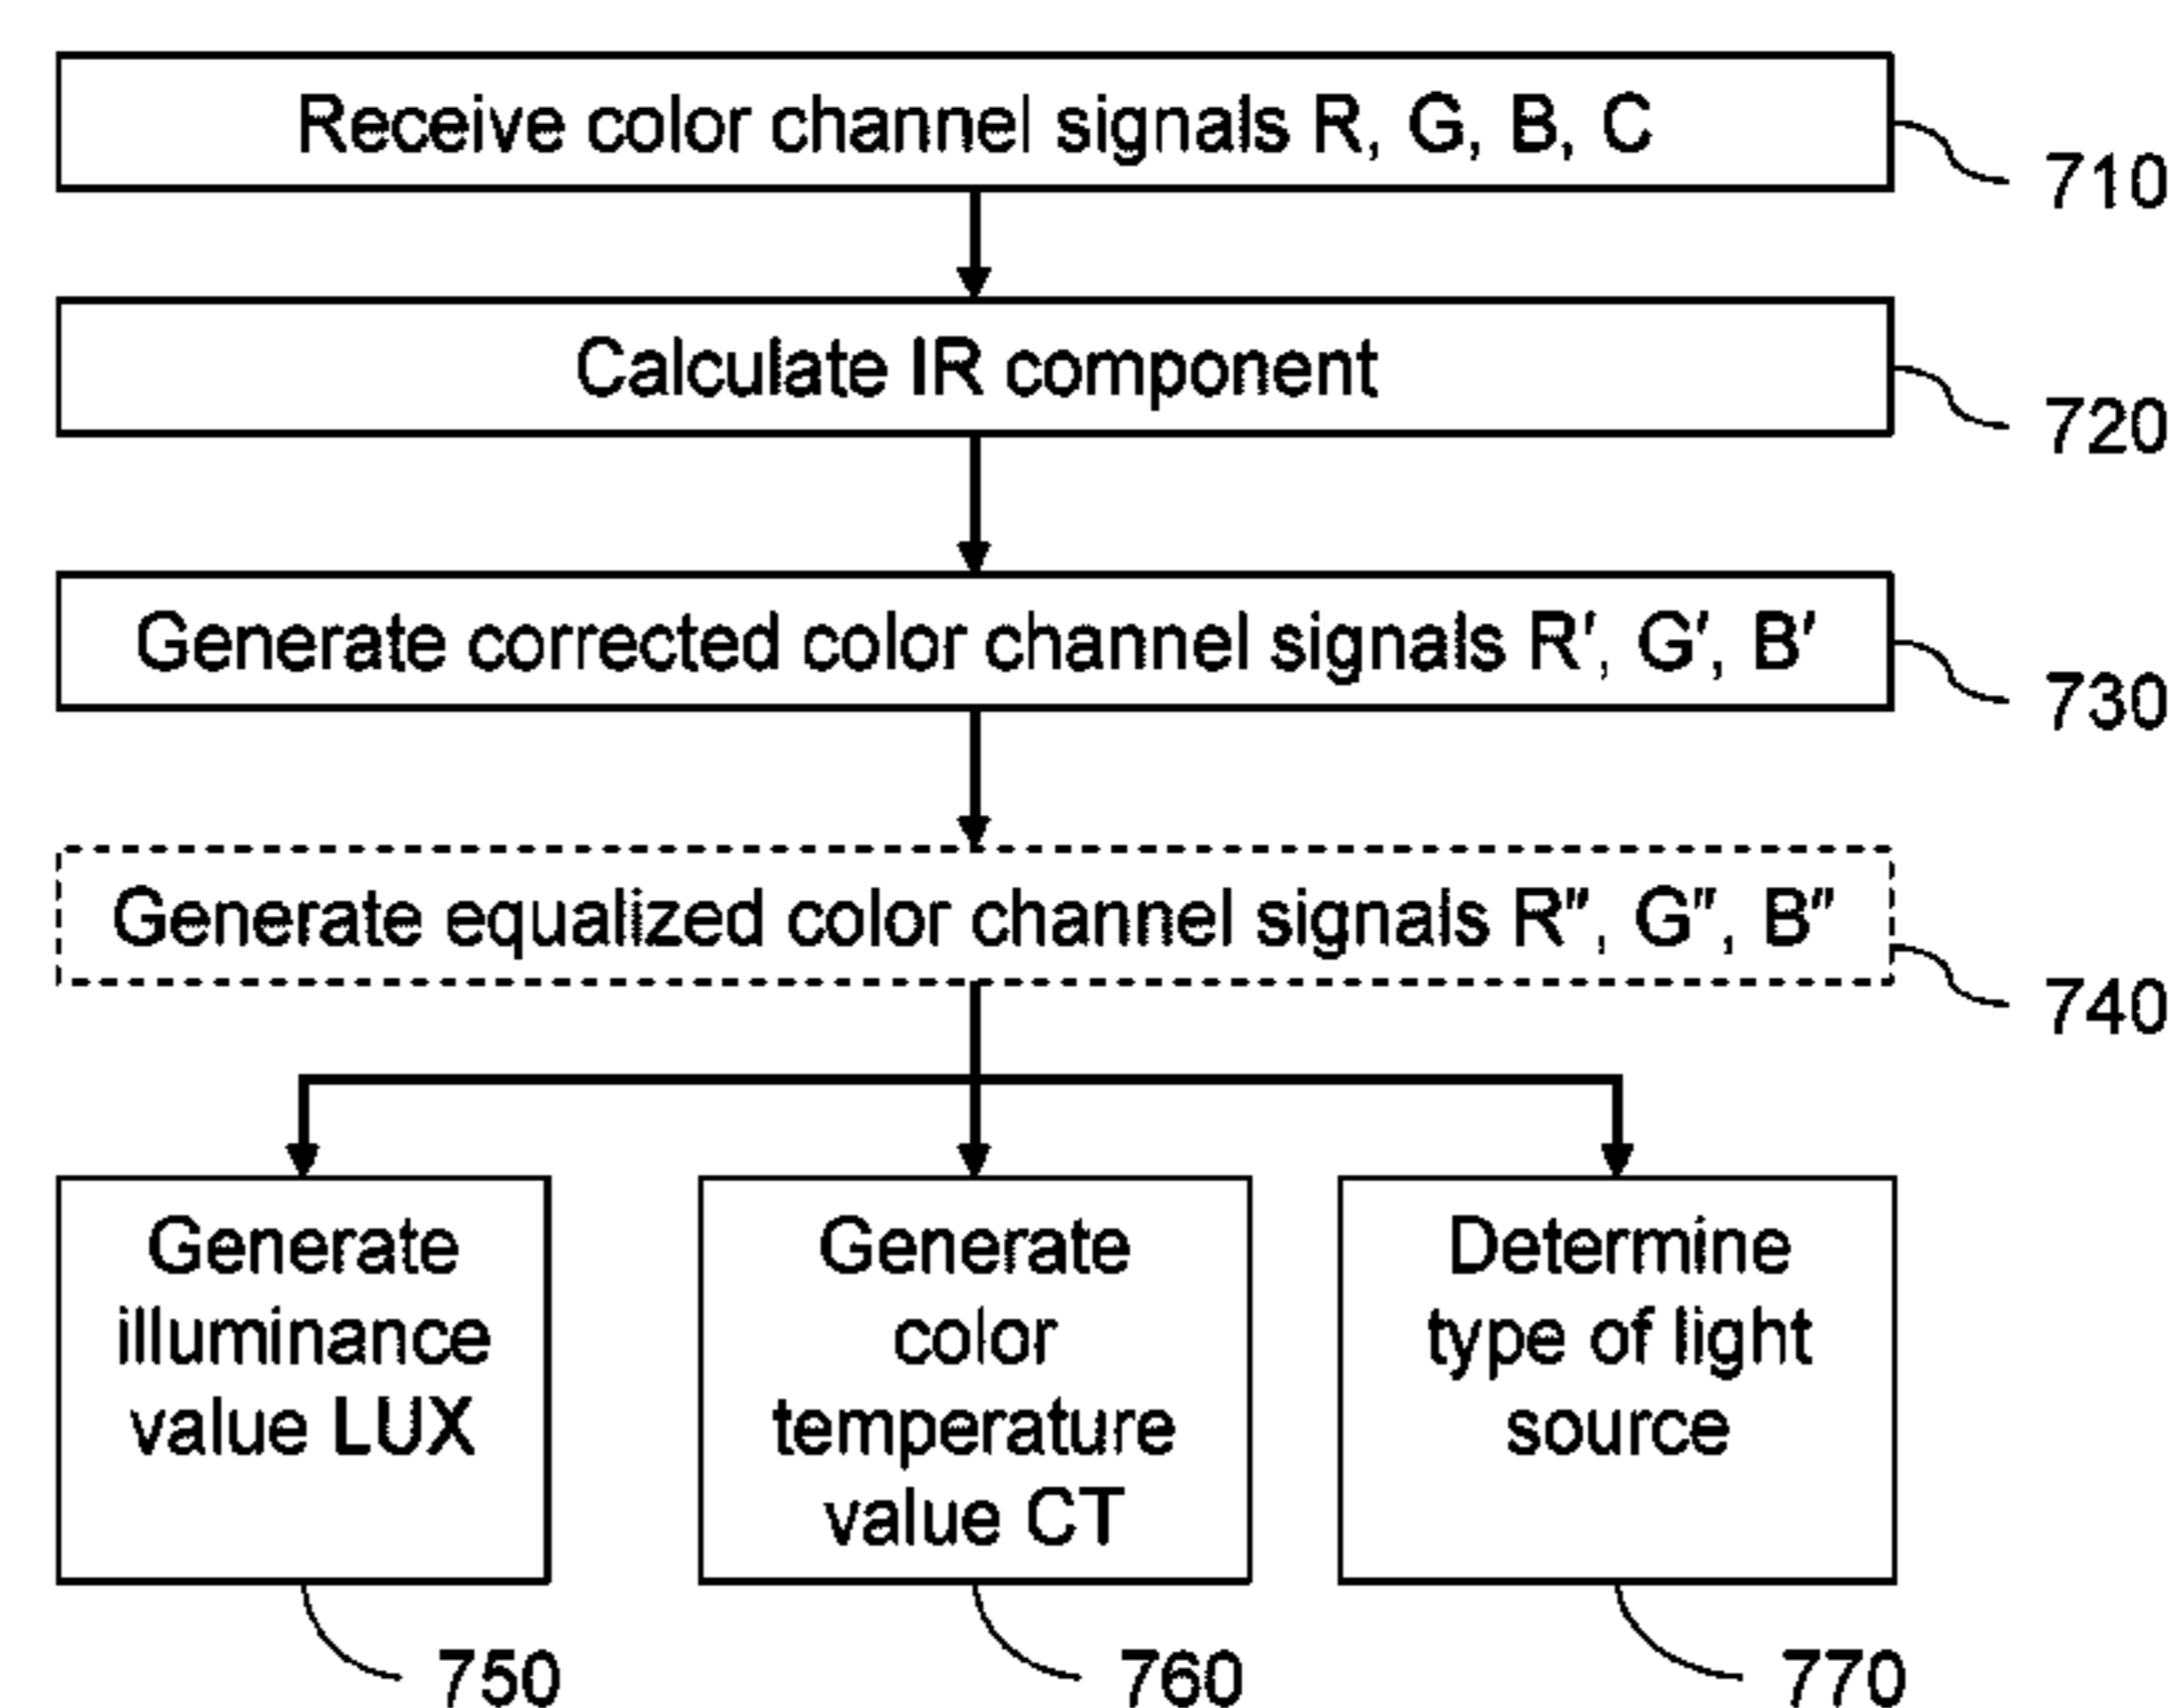 Receive color channel signals R, G, B, C
710
Calculate IR component
720
Generate corrected color channel signals R′, G′, B′
730
Generate equalized color channel signals R″, G″, B″
740
Generate
illuminance
value LUX
750
Generate
color
temperature
value CT
760
Determine
type of light
source
770